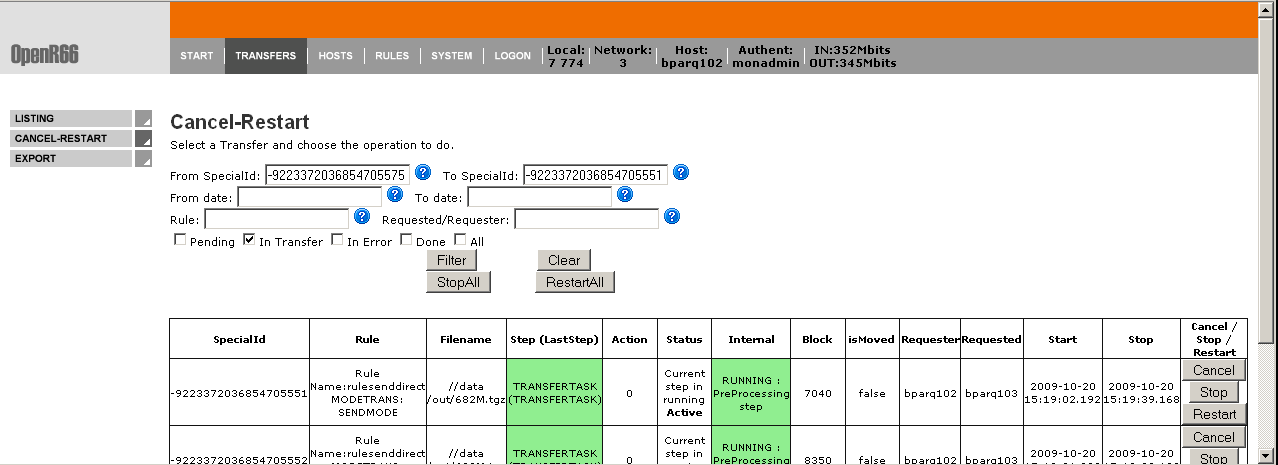 OpenR66
START TRANSFERS HOSTS RULES SYSTEM LOGON Local: Network: Host: Authent: IN:352Mbits
7 774 3 bparq102 monadmin OUT:345Mbits
LISTING
CANCEL-RESTART
EXPORT
Cancel-Restart
Select a Transfer and choose the operation to do.
From SpecialId: -9223372036854705575 ? To SpecialId: -9223372036854705551 ?
From date: ? To date: ?
Rule: ? Requested/Requester: ?
Pending In Transfer In Error Done All
Filter Clear
StopAll RestartAll
SpecialId Rule Filename Step (LastStep) Action Status Internal Block isMoved Requester Requested Start Stop Cancel /
Stop /
Restart
-9223372036854705551
Rule
Name:rulesenddirect
MODETRANS:
SENDMODE
//data
/out/682M.tgz
TRANSFERTASK
(TRANSFERTASK)
0
Current
step in
running
Active
RUNNING :
PreProcessing
step
7040
false
bparq102
bparq103
2009-10-20
15:19:02.192
2009-10-20
15:19:39.168
Cancel
Stop
Restart
-9223372036854705552
Rule
Name:rulesenddirect
//data
TRANSFERTASK
0
Current
step in
RUNNING :
PreProcessing
8350
false
bparq102
bparq103
2009-10-20
2009-10-20
Cancel
Stop